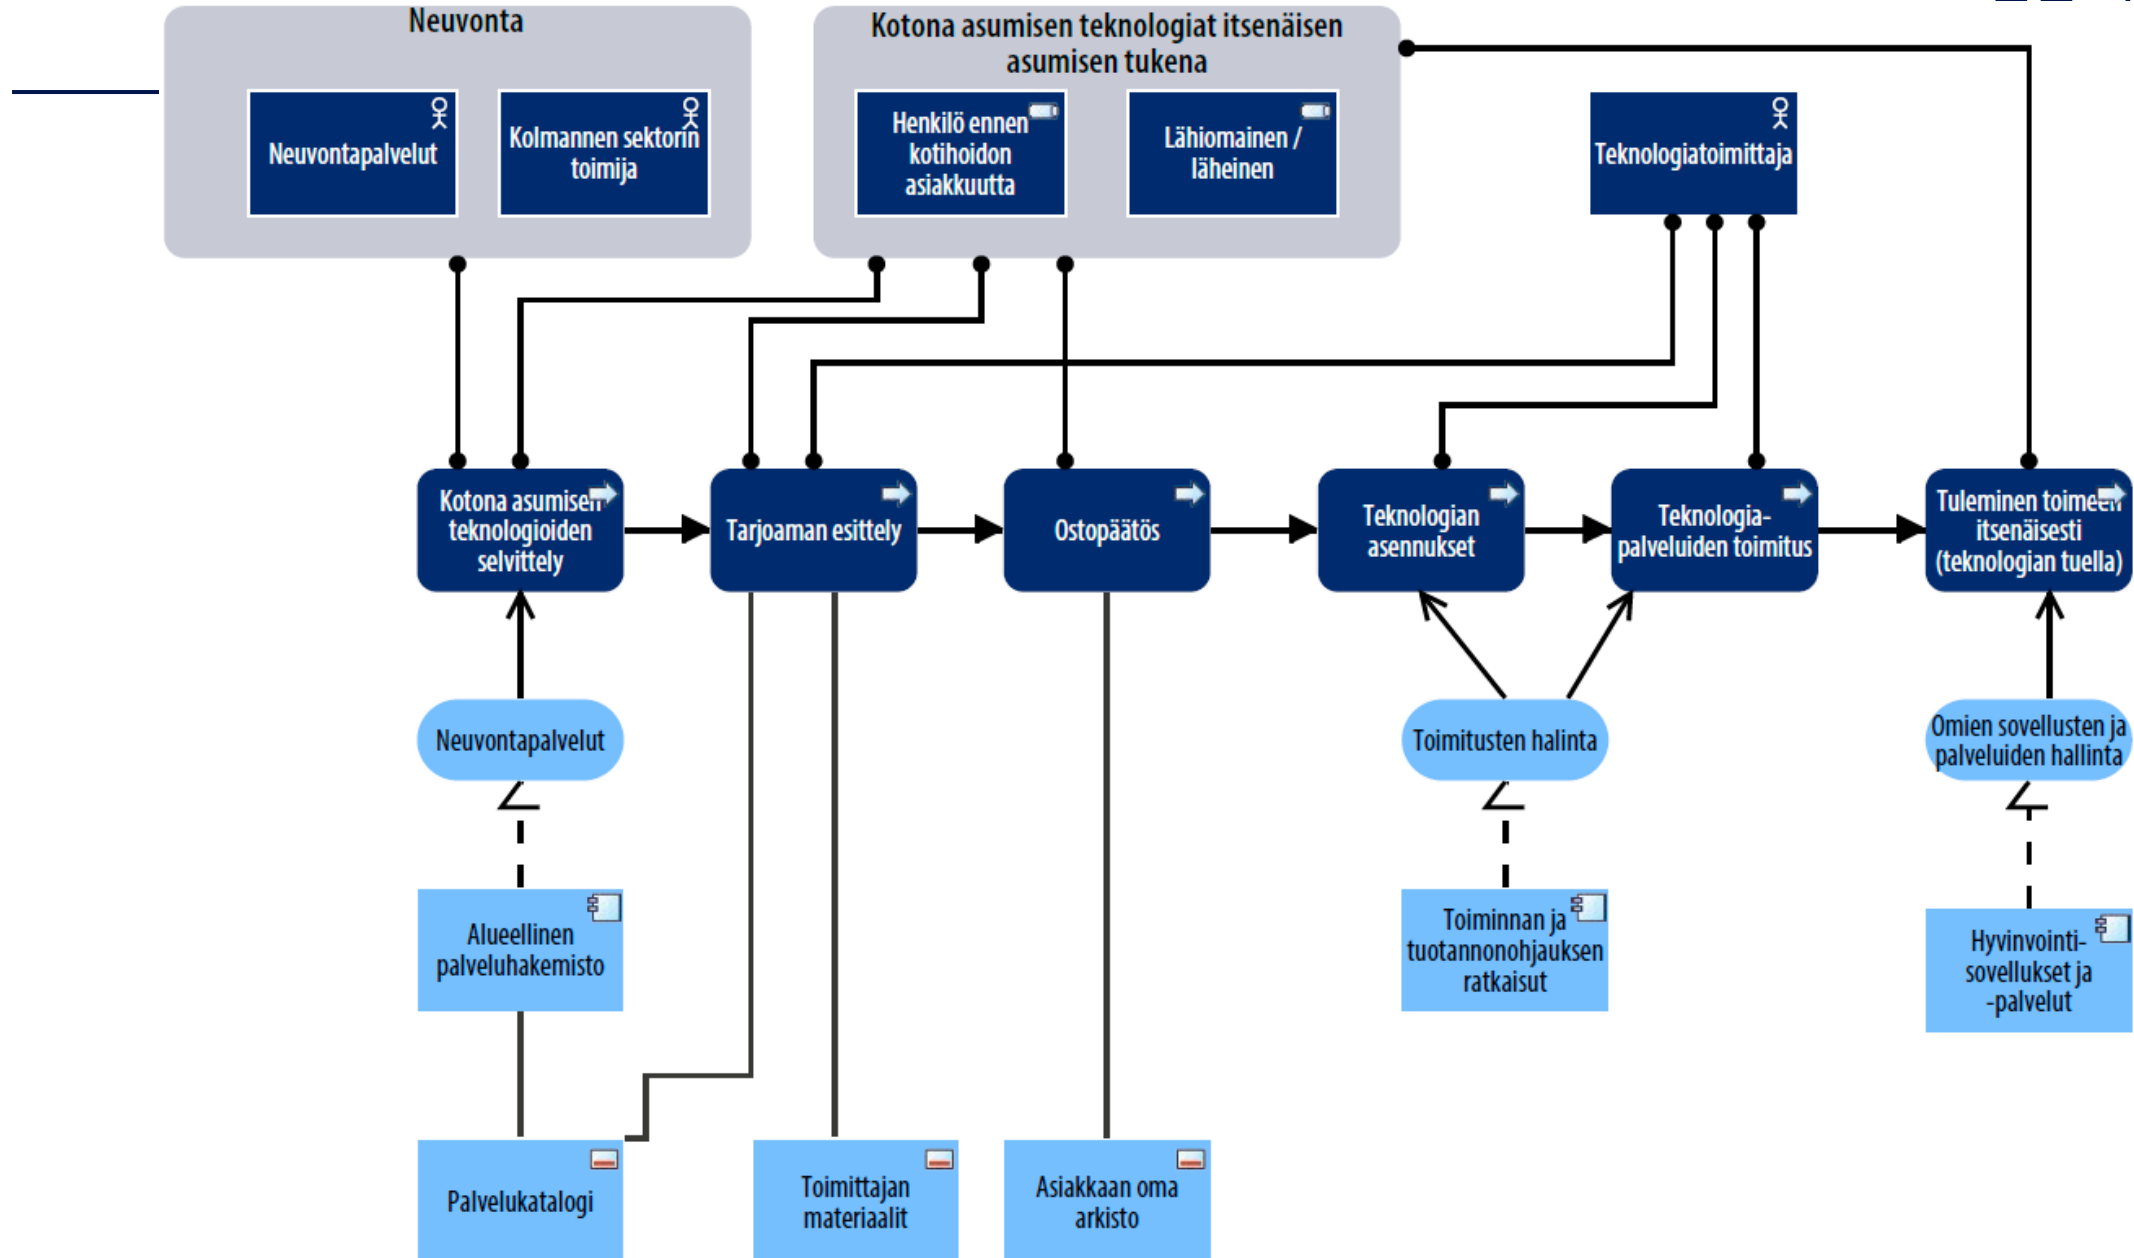 Neuvonta
Neuvontapalvelut
Kolmannen sektorin
toimija
Kotona asumisen teknologiat itsenäisen
asumisen tukena
Henkilö ennen
kotihoidon
asiakkuutta
Lähiomainen /
läheinen
Teknologiatoimittaja
Kotona asumisen
teknologioiden
selvittely
Tarjoaman esittely
Ostopäätös
Teknologian
asennukset
Teknologia-
palveluiden toimitus
Tuleminen toimeen
itsenäisesti
(teknologian tuella)
Neuvontapalvelut
Toimitusten halinta
Omien sovellusten ja
palveluiden hallinta
Alueellinen
palveluhakemisto
Toiminnan ja
tuotannonohjauksen
ratkaisut
Hyvinvointi-
sovellukset ja
-palvelut
Palvelukatalogi
Toimittajan
materiaalit
Asiakkaan oma
arkisto